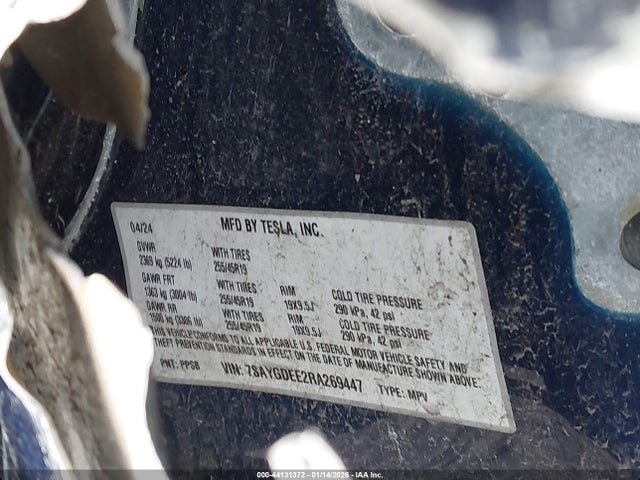 04/24 MFD BY TESLA, INC.
GVWR WITH TIRES
2369 kg (5224 lb) 255/45R19
GAWR FRT WITH TIRES RIM COLD TIRE PRESSURE
1363 kg (3004 lb) 255/45R19 19X9.5J 290 kPa, 42 psi
GAWR RR WITH TIRES RIM COLD TIRE PRESSURE
kg lb) 255/45R19 19X9.5J 290 kPa, 42 psi
THIS VEHICLE CONFORMS TO ALL APPLICABLE U.S. FEDERAL MOTOR VEHICLE SAFETY AND
THEFT PREVENTION STANDARDS IN EFFECT ON THE DATE OF MANUFACTURE SHOWN ABOVE.
PNT: PPSB VIN: 7SAYGDEE2RA269447 TYPE: MPV
000-44131372 - 01/14/2026 - IAA Inc.